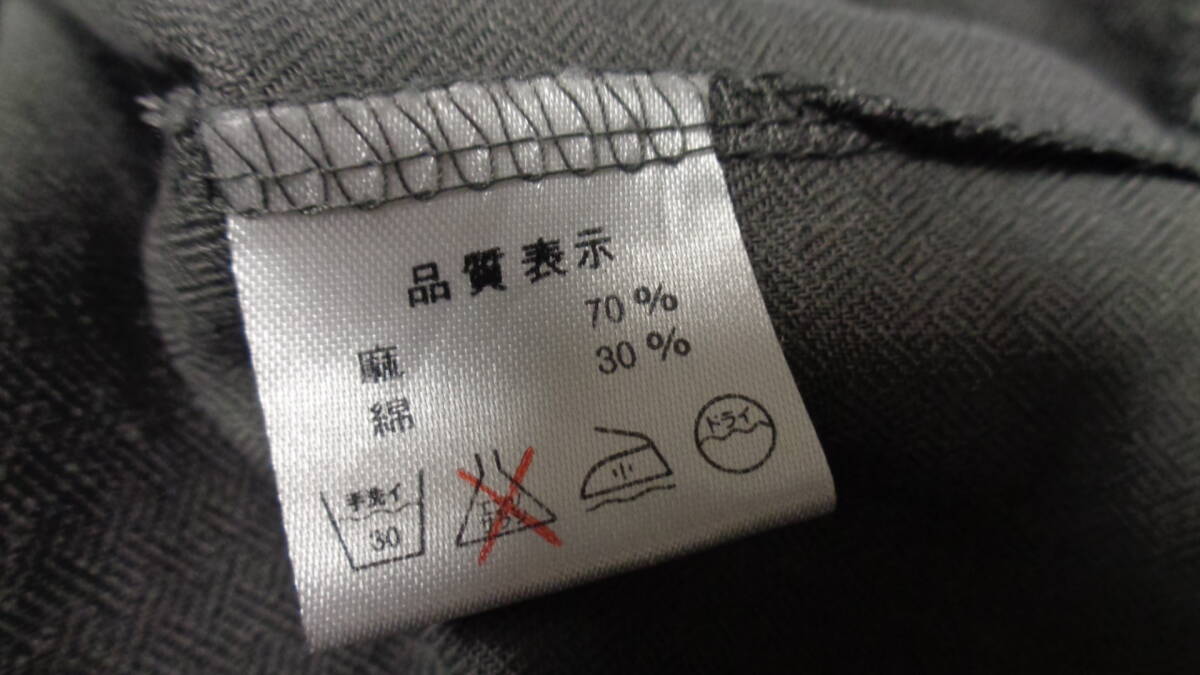 品質表示
麻 70%
綿 30%
手洗イ
30
ドライ